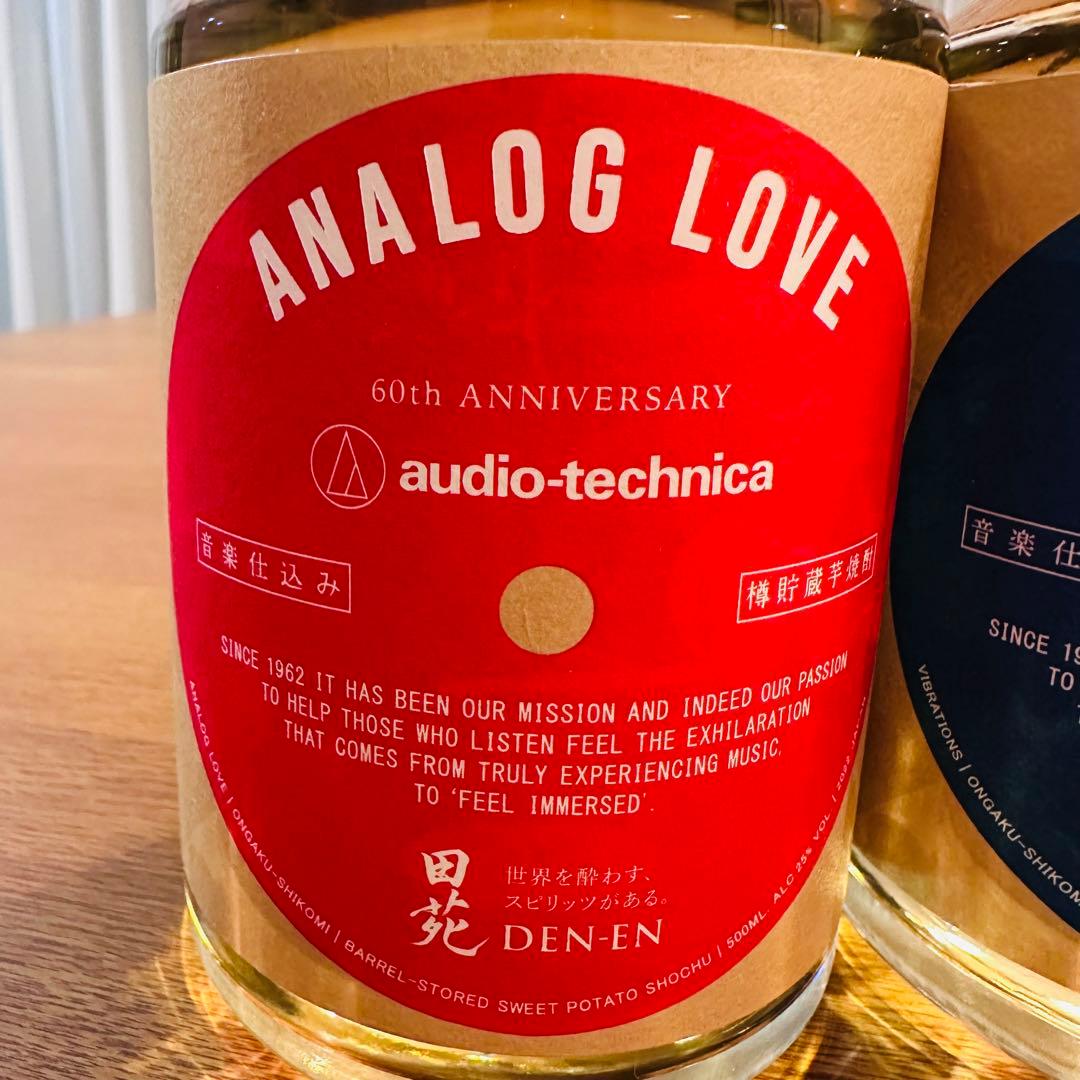 ANALOG LOVE
60th ANNIVERSARY
audio-technica
音楽仕込み
樽貯蔵芋焼酎
SINCE 1962 IT HAS BEEN OUR MISSION AND INDEED OUR PASSION
TO HELP THOSE WHO LISTEN FEEL THE EXHILARATION
THAT COMES FROM TRULY EXPERIENCING MUSIC,
TO 'FEEL IMMERSED'.
田苑
世界を酔わす、
スピリッツがある。
DEN-EN
ANALOG LOVE | ONGAKU-SHIKOMI | BARREL-STORED SWEET POTATO SHOCHU | 500ML. ALC 25% VOL. | 2022 JAPAN
音楽仕
SINCE 19
TO
VIBRATIONS | ONGAKU-SHIKOM